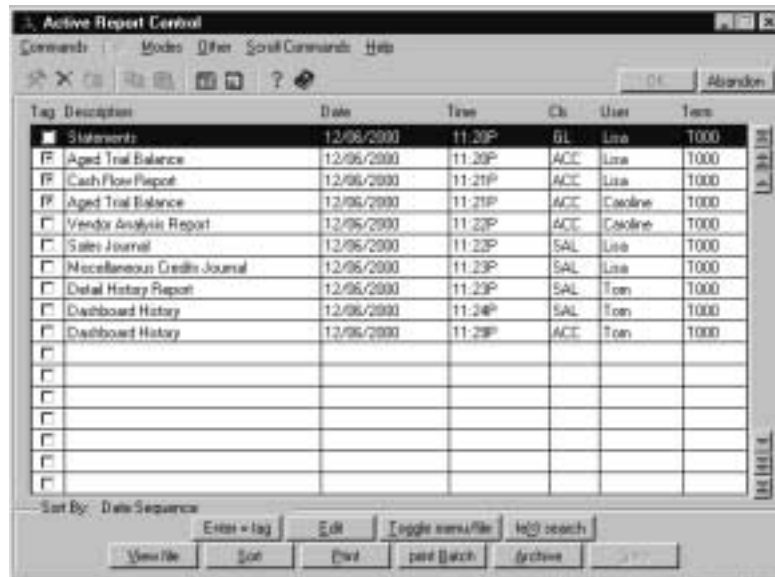 Active Report Control
Commands Modes Other Scroll Commands Help
OK Abandon
Tag Description Date Time Cls User Term
Statements 12/06/2000 11:20P GL Lisa T000
Aged Trial Balance 12/06/2000 11:20P ACC Lisa T000
Cash Flow Report 12/06/2000 11:21P ACC Lisa T000
Aged Trial Balance 12/06/2000 11:21P ACC Caroline T000
Vendor Analysis Report 12/06/2000 11:22P ACC Caroline T000
Sales Journal 12/06/2000 11:22P SAL Lisa T000
Miscellaneous Credits Journal 12/06/2000 11:23P SAL Lisa T000
Detail History Report 12/06/2000 11:23P SAL Tom T000
Dashboard History 12/06/2000 11:24P SAL Tom T000
Dashboard History 12/06/2000 11:29P ACC Tom T000
Sort By: Date Sequence
Enter = tag Edit Toggle menu/file te(x)t search
View file Sort Print print Batch Archive